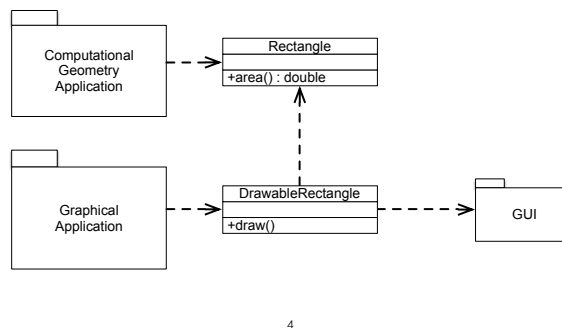 Computational
Geometry
Application
Rectangle
+area() : double
Graphical
Application
DrawableRectangle
+draw()
GUI
4